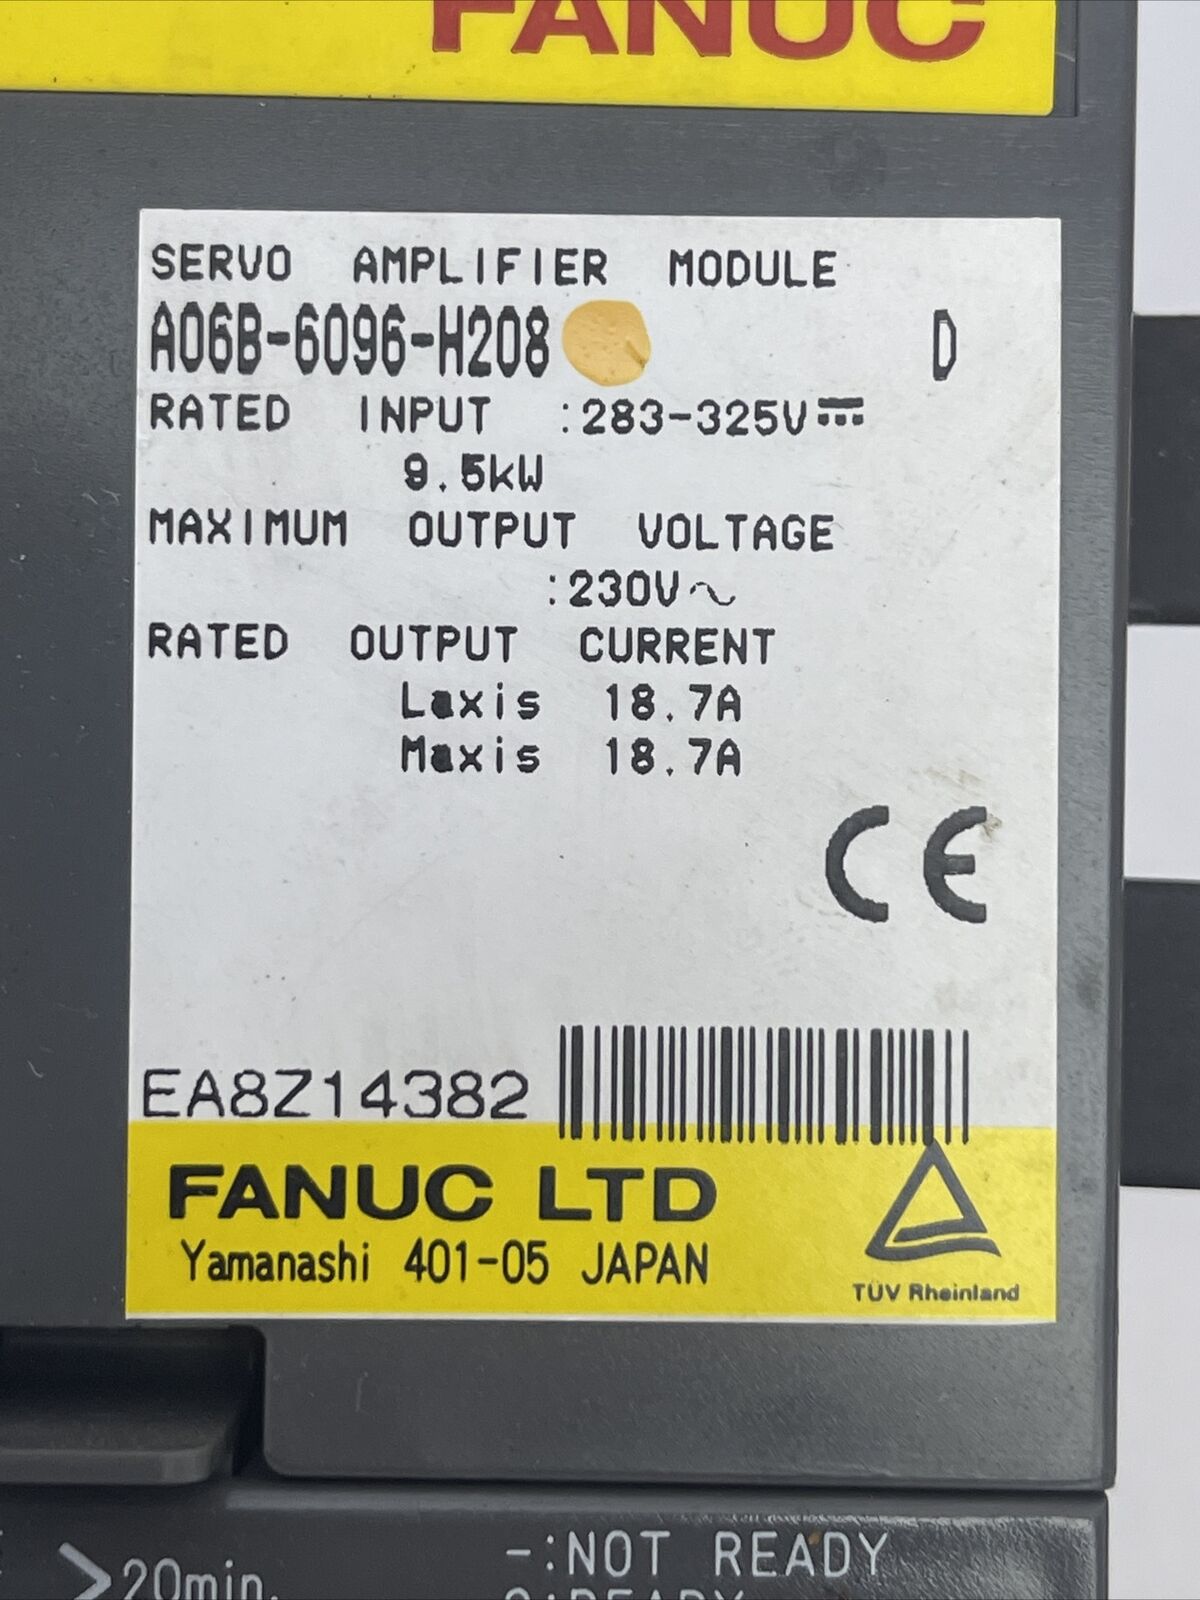 FANUC
SERVO AMPLIFIER MODULE
A06B-6096-H208 D
RATED INPUT :283-325V⎓
9.5kW
MAXIMUM OUTPUT VOLTAGE
:230V~
RATED OUTPUT CURRENT
Laxis 18.7A
Maxis 18.7A
CE
EA8Z14382
FANUC LTD
Yamanashi 401-05 JAPAN
TÜV Rheinland
>20min.
-:NOT READY
0:READY